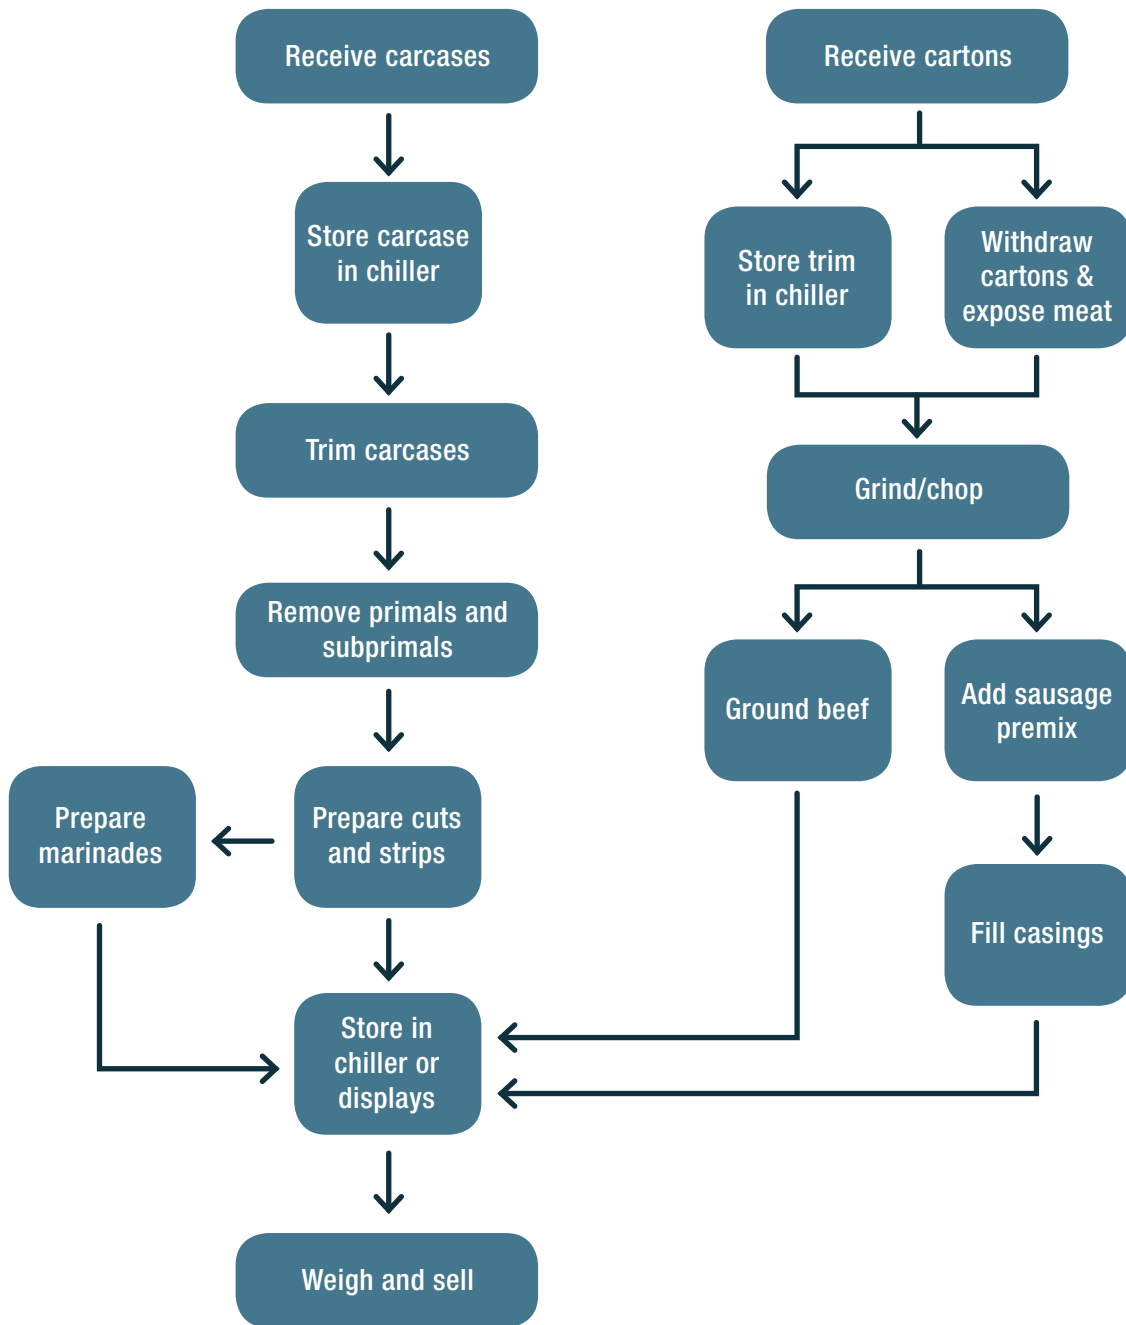 Receive carcases
Receive cartons
Store carcase
in chiller
Store trim
in chiller
Withdraw
cartons &
expose meat
Trim carcases
Grind/chop
Remove primals and
subprimals
Ground beef
Add sausage
premix
Prepare
marinades
Prepare cuts
and strips
Fill casings
Store in
chiller or
displays
Weigh and sell